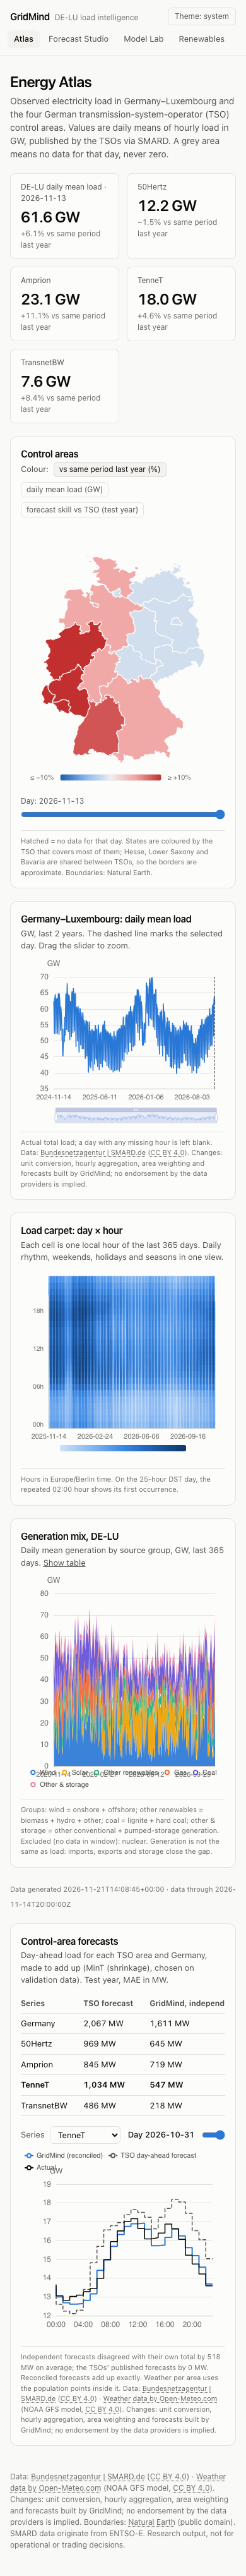 GridMind DE-LU load intelligence Theme: system
Atlas Forecast Studio Model Lab Renewables
Energy Atlas
Observed electricity load in Germany–Luxembourg and
the four German transmission-system-operator (TSO)
control areas. Values are daily means of hourly load in
GW, published by the TSOs via SMARD. A grey area
means no data for that day, never zero.
DE-LU daily mean load ·
2026-11-13
61.6 GW
+6.1% vs same period
last year
50Hertz
12.2 GW
−1.5% vs same period
last year
Amprion
23.1 GW
+11.1% vs same period
last year
TenneT
18.0 GW
+4.6% vs same period
last year
TransnetBW
7.6 GW
+8.4% vs same period
last year
Control areas
Colour: vs same period last year (%)
daily mean load (GW)
forecast skill vs TSO (test year)
≤ −10% ≥ +10%
Day: 2026-11-13
Hatched = no data for that day. States are coloured by the
TSO that covers most of them; Hesse, Lower Saxony and
Bavaria are shared between TSOs, so the borders are
approximate. Boundaries: Natural Earth.
Germany–Luxembourg: daily mean load
GW, last 2 years. The dashed line marks the selected
day. Drag the slider to zoom.
GW
70
65
60
55
50
45
40
35
2024-11-14 2025-06-11 2026-01-06 2026-08-03
Actual total load; a day with any missing hour is left blank.
Data: Bundesnetzagentur | SMARD.de (CC BY 4.0). Changes:
unit conversion, hourly aggregation, area weighting and
forecasts built by GridMind; no endorsement by the data
providers is implied.
Load carpet: day × hour
Each cell is one local hour of the last 365 days. Daily
rhythm, weekends, holidays and seasons in one view.
18h
12h
06h
00h
2025-11-14 2026-02-24 2026-06-06 2026-09-16
Hours in Europe/Berlin time. On the 25-hour DST day, the
repeated 02:00 hour shows its first occurrence.
Generation mix, DE-LU
Daily mean generation by source group, GW, last 365
days. Show table
GW
80
70
60
50
40
30
20
10
0
Wind Solar Other renewables Gas Coal
Other & storage
Groups: wind = onshore + offshore; other renewables =
biomass + hydro + other; coal = lignite + hard coal; other &
storage = other conventional + pumped-storage generation.
Excluded (no data in window): nuclear. Generation is not the
same as load: imports, exports and storage close the gap.
Data generated 2026-11-21T14:08:45+00:00 · data through 2026-
11-14T20:00:00Z
Control-area forecasts
Day-ahead load for each TSO area and Germany,
made to add up (MinT (shrinkage), chosen on
validation data). Test year, MAE in MW.
Series TSO forecast GridMind, independ
Germany 2,067 MW 1,611 MW
50Hertz 969 MW 645 MW
Amprion 845 MW 719 MW
TenneT 1,034 MW 547 MW
TransnetBW 486 MW 218 MW
Series TenneT Day 2026-10-31
GridMind (reconciled) TSO day-ahead forecast
Actual
GW
19
18
17
16
15
14
13
12
00:00 04:00 08:00 12:00 16:00 20:00
Independent forecasts disagreed with their own total by 518
MW on average; the TSOs' published forecasts by 0 MW.
Reconciled forecasts add up exactly. Weather per area uses
the population points inside it. Data: Bundesnetzagentur |
SMARD.de (CC BY 4.0) · Weather data by Open-Meteo.com
(NOAA GFS model, CC BY 4.0). Changes: unit conversion,
hourly aggregation, area weighting and forecasts built by
GridMind; no endorsement by the data providers is implied.
Data: Bundesnetzagentur | SMARD.de (CC BY 4.0) · Weather
data by Open-Meteo.com (NOAA GFS model, CC BY 4.0).
Changes: unit conversion, hourly aggregation, area weighting
and forecasts built by GridMind; no endorsement by the data
providers is implied. Boundaries: Natural Earth (public domain).
SMARD data originate from ENTSO-E. Research output, not for
operational or trading decisions.